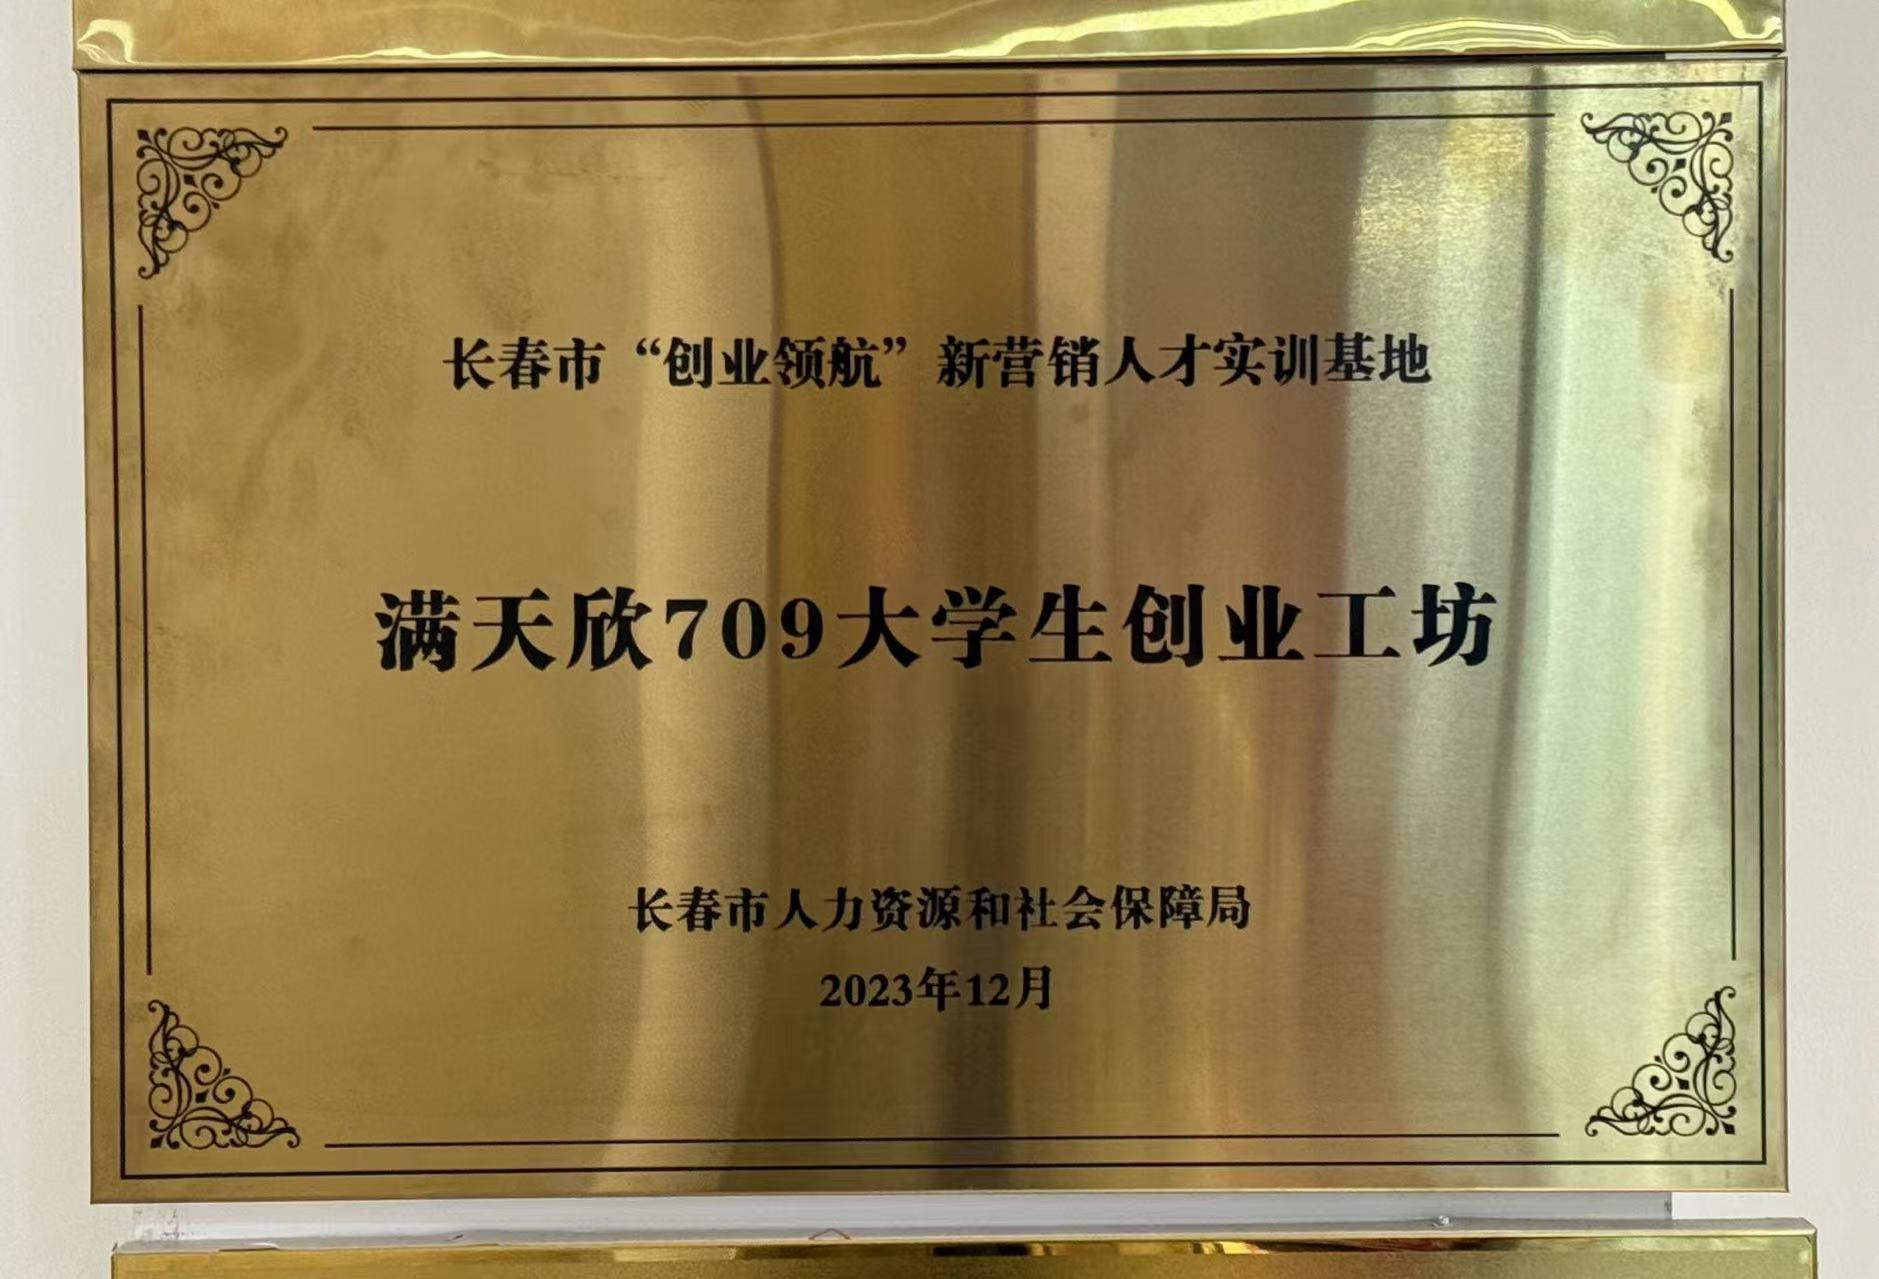 长春市“创业领航”新营销人才实训基地
满天欣709大学生创业工坊
长春市人力资源和社会保障局
2023年12月